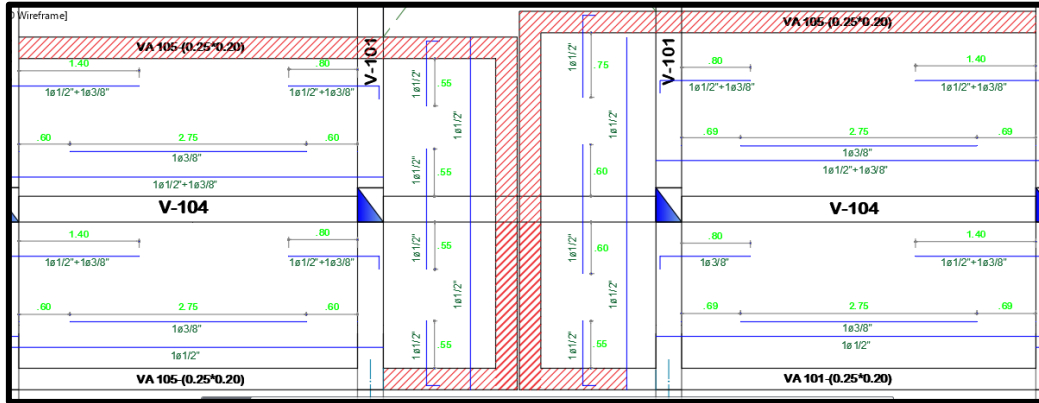 D Wireframe]
VA 105-(0.25*0.20)
VA 105-(0.25*0.20)
V-101
V-101
1.40
.80
1ø1/2"+1ø3/8"
1ø1/2"+1ø3/8"
.60
2.75
.60
1ø3/8"
1ø1/2"+1ø3/8"
V-104
1.40
.80
1ø1/2"+1ø3/8"
1ø1/2"+1ø3/8"
.60
2.75
.60
1ø3/8"
1ø1/2"
VA 105-(0.25*0.20)
1ø1/2"
.55
1ø1/2"
1ø1/2"
.55
1ø1/2"
.55
1ø1/2"
1ø1/2"
.55
1ø1/2"
.75
1ø1/2"
1ø1/2"
.60
1ø1/2"
.60
1ø1/2"
1ø1/2"
.55
.80
1.40
1ø1/2"+1ø3/8"
1ø1/2"+1ø3/8"
.69
2.75
.69
1ø3/8"
1ø1/2"+1ø3/8"
V-104
.80
1.40
1ø3/8"
1ø1/2"+1ø3/8"
.69
2.75
.69
1ø3/8"
1ø1/2"
VA 101-(0.25*0.20)